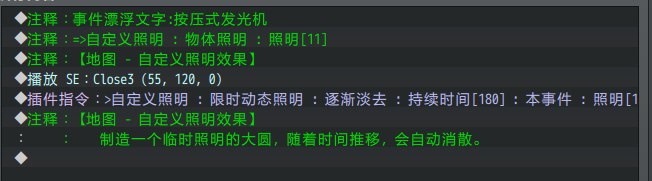 ◆注释：事件漂浮文字:按压式发光机
◆注释：=>自定义照明 : 物体照明 : 照明[11]
◆注释：【地图 - 自定义照明效果】
◆播放 SE：Close3 (55, 120, 0)
◆插件指令：>自定义照明 : 限时动态照明 : 逐渐淡去 : 持续时间[180] : 本事件 : 照明[1
◆注释：【地图 - 自定义照明效果】
:　　:　　制造一个临时照明的大圆，随着时间推移，会自动消散。
◆